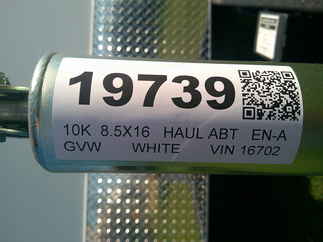 19739
10K 8.5X16 HAUL ABT EN-A
GVW WHITE VIN 16702